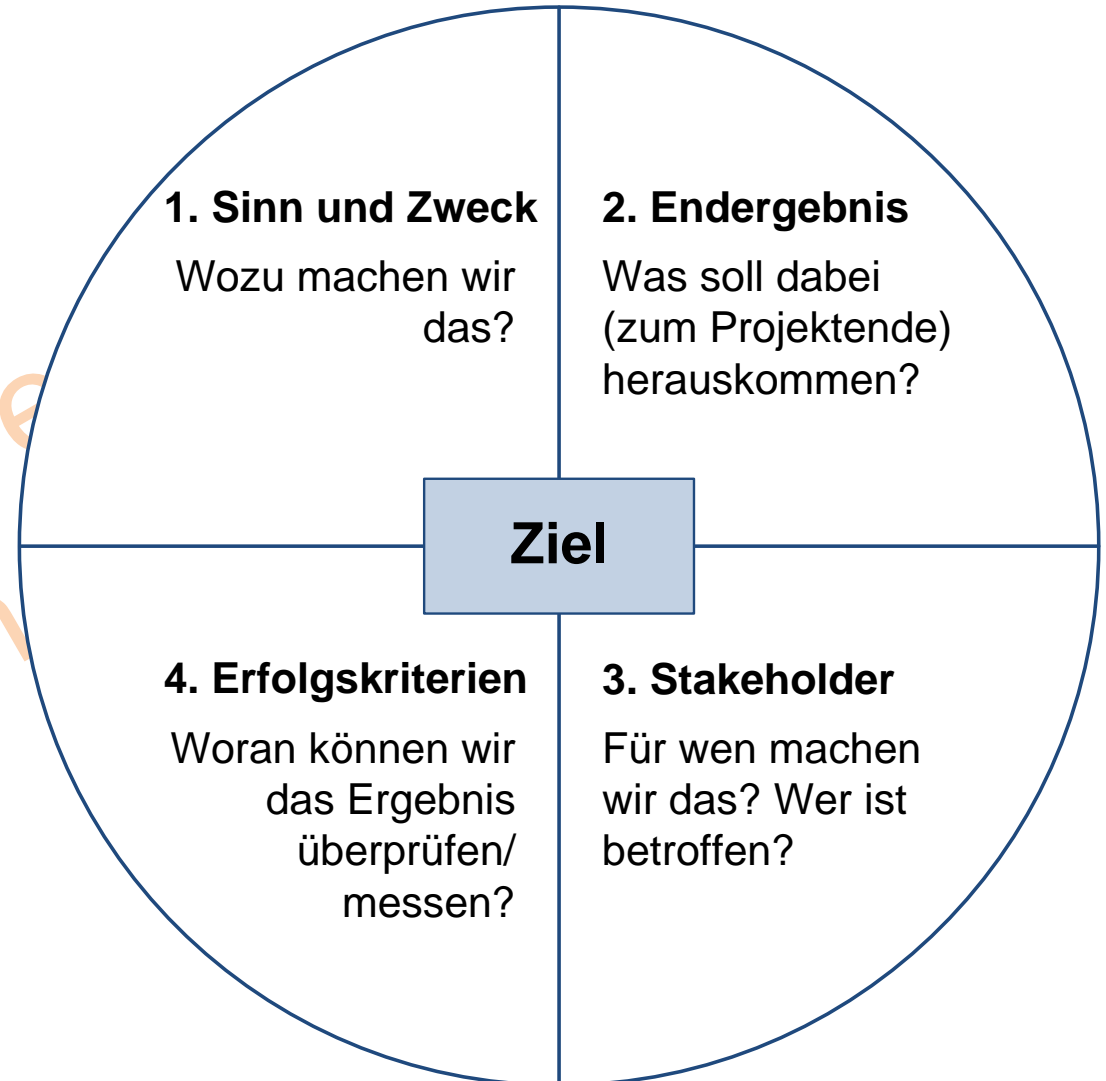 1. Sinn und Zweck
Wozu machen wir
das?
2. Endergebnis
Was soll dabei
(zum Projektende)
herauskommen?
Ziel
4. Erfolgskriterien
Woran können wir
das Ergebnis
überprüfen/
messen?
3. Stakeholder
Für wen machen
wir das? Wer ist
betroffen?